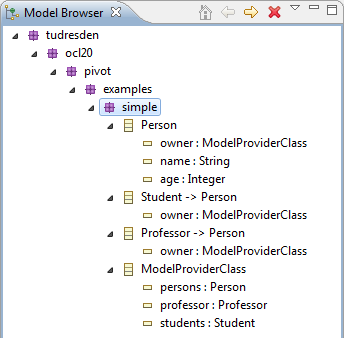 Model Browser
tudresden
ocl20
pivot
examples
simple
Person
owner : ModelProviderClass
name : String
age : Integer
Student -> Person
owner : ModelProviderClass
Professor -> Person
owner : ModelProviderClass
ModelProviderClass
persons : Person
professor : Professor
students : Student